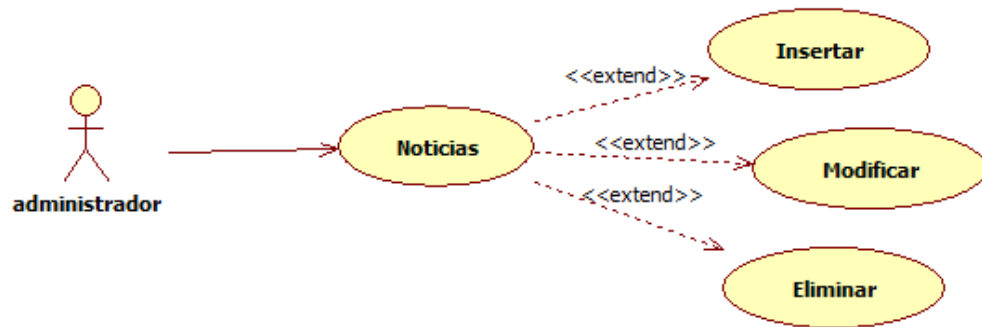 Insertar
<<extend>>
Noticias
<<extend>>
Modificar
<<extend>>
administrador
Eliminar